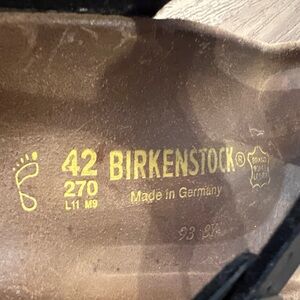 42 BIRKENSTOCK®
270
L11 M9
Made in Germany